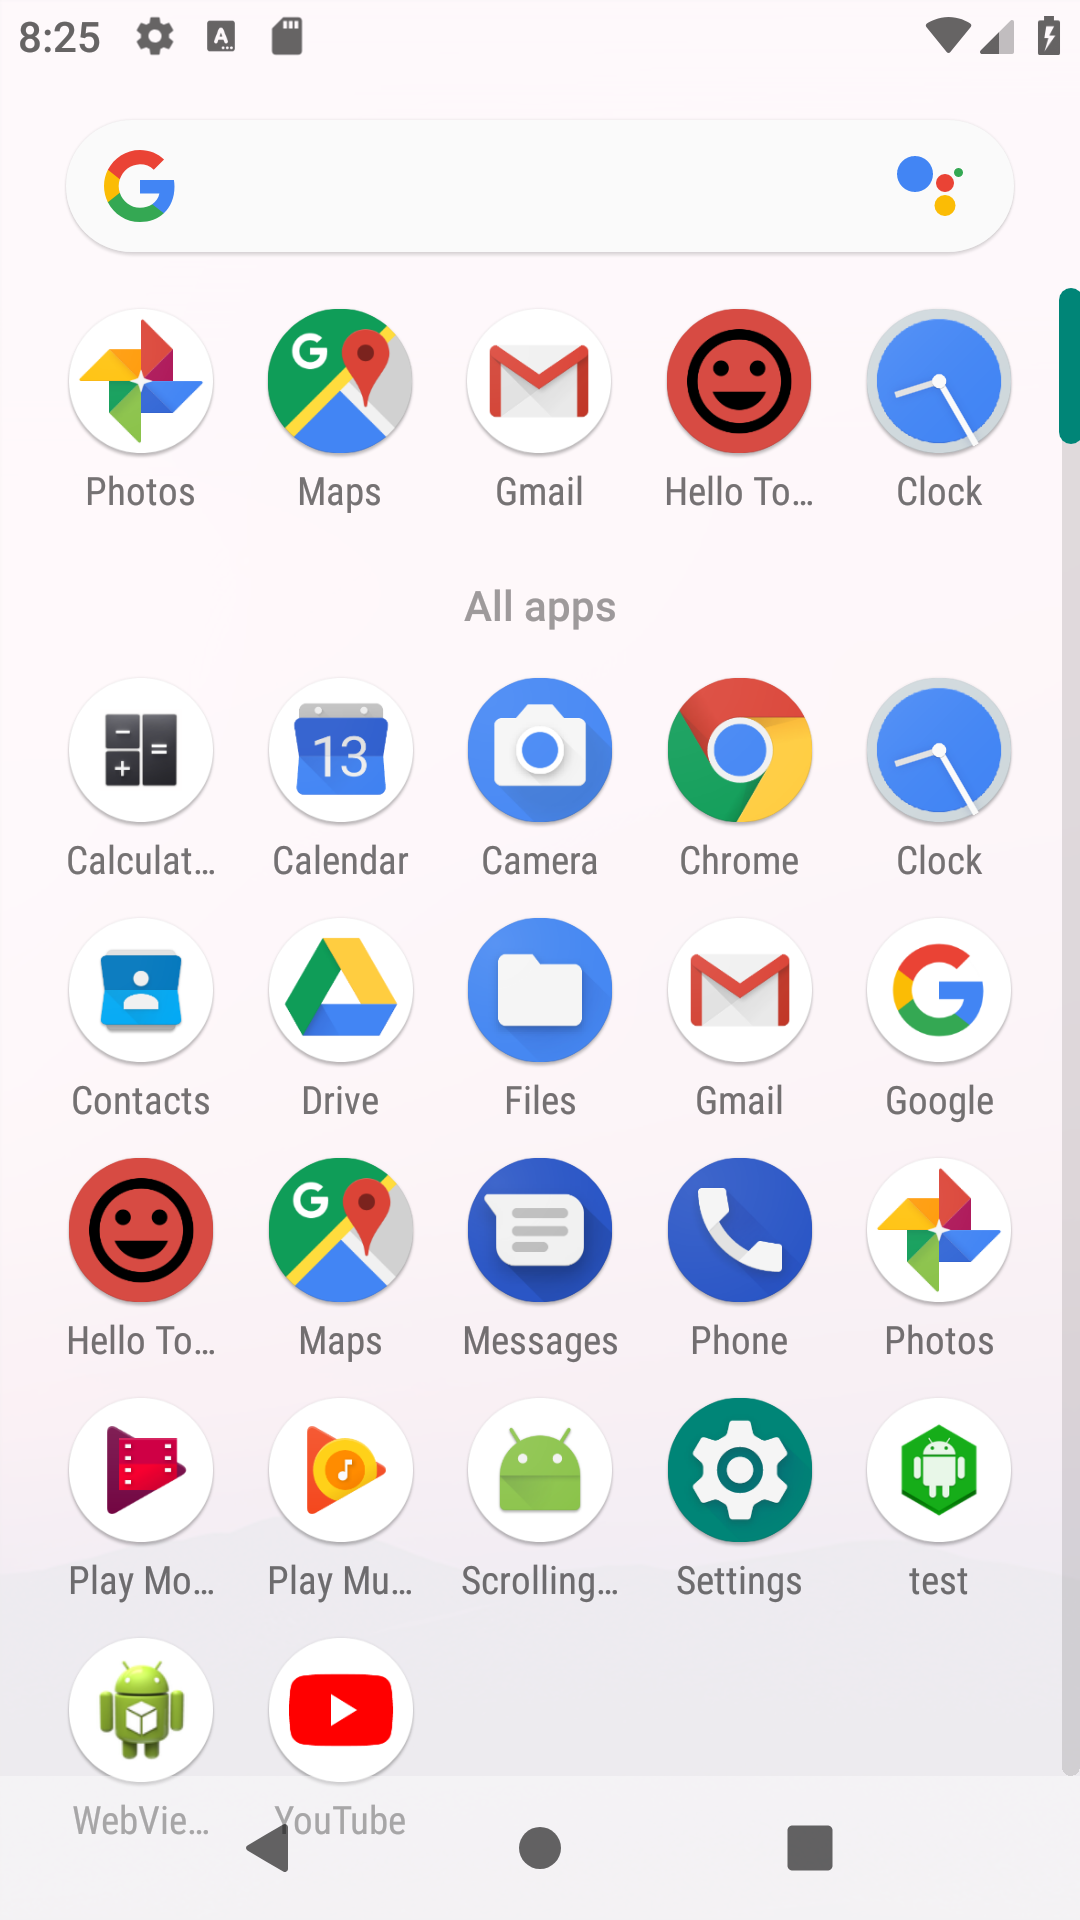 8:25
Photos Maps Gmail Hello To... Clock
All apps
Calculat... Calendar Camera Chrome Clock
13
Contacts Drive Files Gmail Google
Hello To... Maps Messages Phone Photos
Play Mo... Play Mu... Scrolling... Settings test
WebVie... YouTube